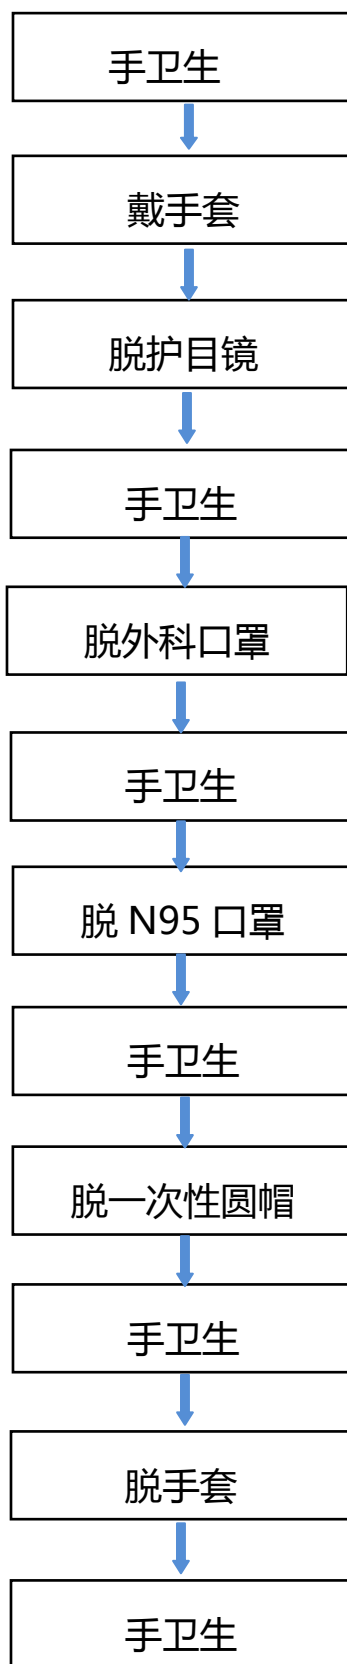 手卫生
戴手套
脱护目镜
手卫生
脱外科口罩
手卫生
脱 N95 口罩
手卫生
脱一次性圆帽
手卫生
脱手套
手卫生